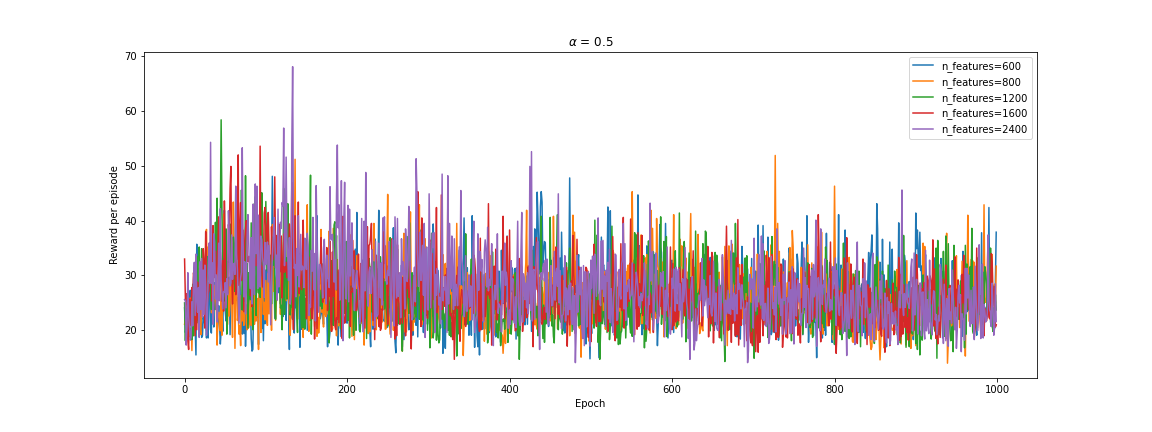 α = 0.5
70
60
50
40
30
20
Reward per episode
n_features=600
n_features=800
n_features=1200
n_features=1600
n_features=2400
0
200
400
600
800
1000
Epoch